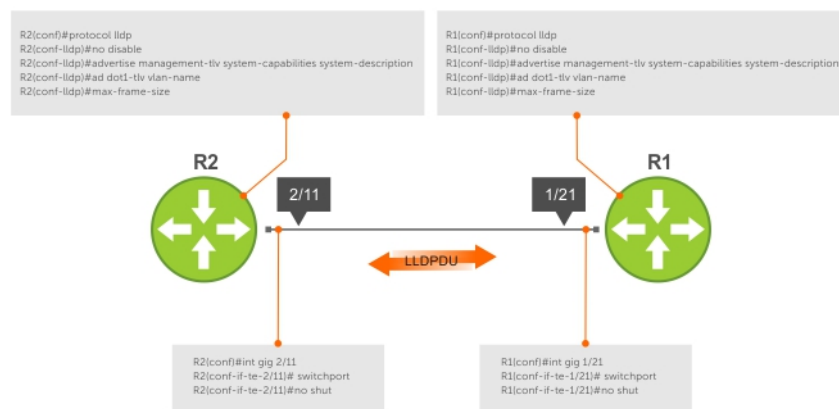 R2(conf)#protocol lldp
R2(conf-lldp)#no disable
R2(conf-lldp)#advertise management-tlv system-capabilities system-description
R2(conf-lldp)#ad dot1-tlv vlan-name
R2(conf-lldp)#max-frame-size
R1(conf)#protocol lldp
R1(conf-lldp)#no disable
R1(conf-lldp)#advertise management-tlv system-capabilities system-description
R1(conf-lldp)#ad dot1-tlv vlan-name
R1(conf-lldp)#max-frame-size
R2
R1
2/11
1/21
LLDPDU
R2(conf)#int gig 2/11
R2(conf-if-te-2/11)# switchport
R2(conf-if-te-2/11)#no shut
R1(conf)#int gig 1/21
R1(conf-if-te-1/21)# switchport
R1(conf-if-te-1/21)#no shut